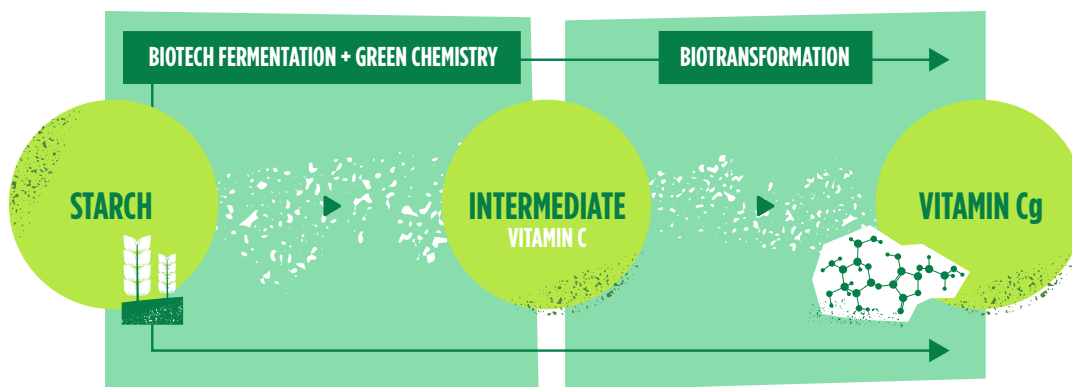 BIOTECH FERMENTATION + GREEN CHEMISTRY
BIOTRANSFORMATION
STARCH
INTERMEDIATE
VITAMIN C
VITAMIN Cg